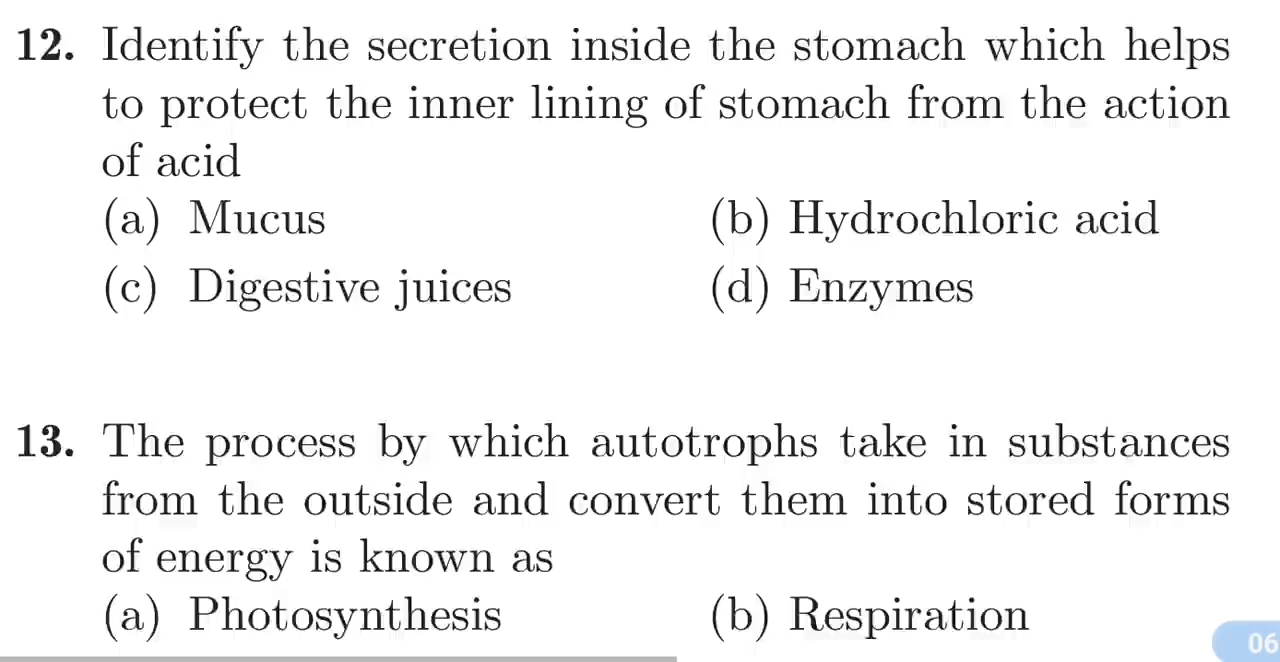 12. Identify the secretion inside the stomach which helps
to protect the inner lining of stomach from the action
of acid
(a) Mucus (b) Hydrochloric acid
(c) Digestive juices (d) Enzymes
13. The process by which autotrophs take in substances
from the outside and convert them into stored forms
of energy is known as
(a) Photosynthesis (b) Respiration
06